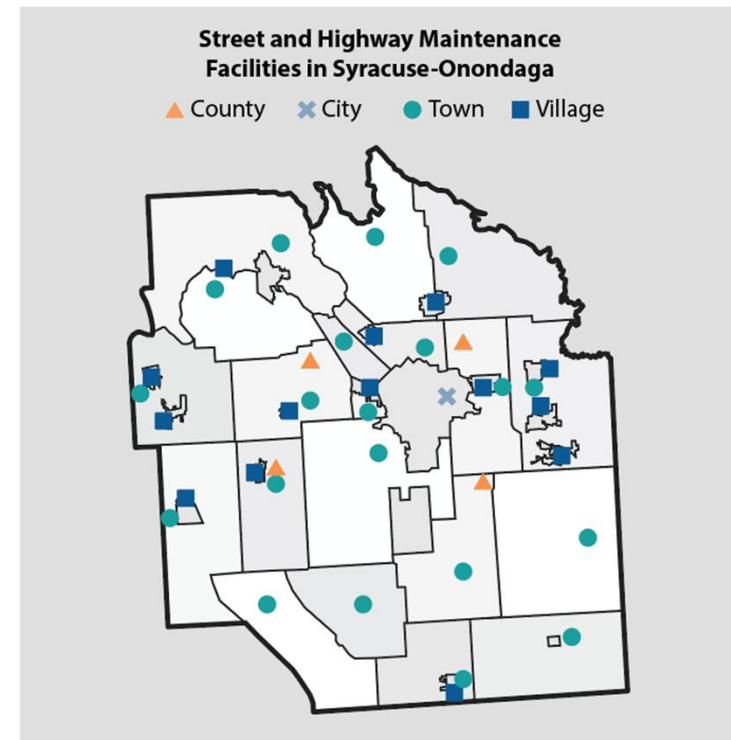 Street and Highway Maintenance
Facilities in Syracuse-Onondaga
County City Town Village